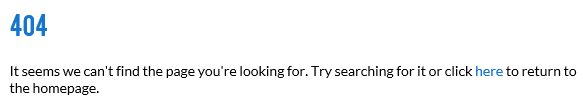 404
It seems we can't find the page you're looking for. Try searching for it or click here to return to
the homepage.